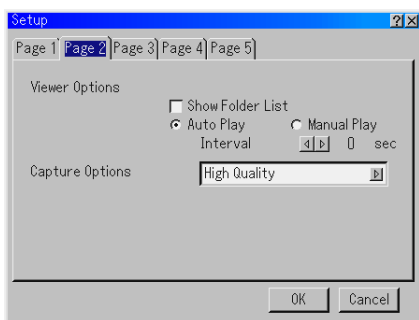 Setup
Page 1 Page 2 Page 3 Page 4 Page 5
Viewer Options
Show Folder List
Auto Play Manual Play
Interval 0 sec
Capture Options High Quality
OK Cancel